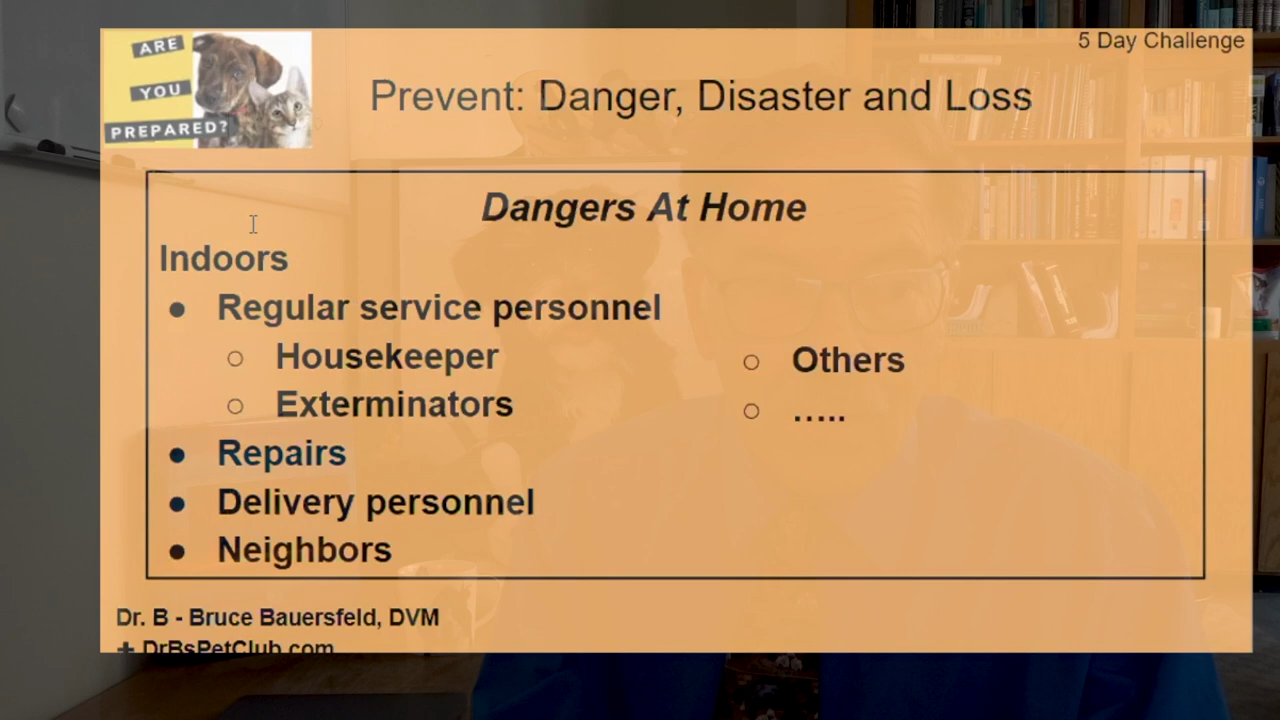 5 Day Challenge
ARE
YOU
PREPARED?
Prevent: Danger, Disaster and Loss
Dangers At Home
Indoors
● Regular service personnel
○ Housekeeper
○ Exterminators
○ Others
○ .....
● Repairs
● Delivery personnel
● Neighbors
Dr. B - Bruce Bauersfeld, DVM
+ DrBsPetClub.com